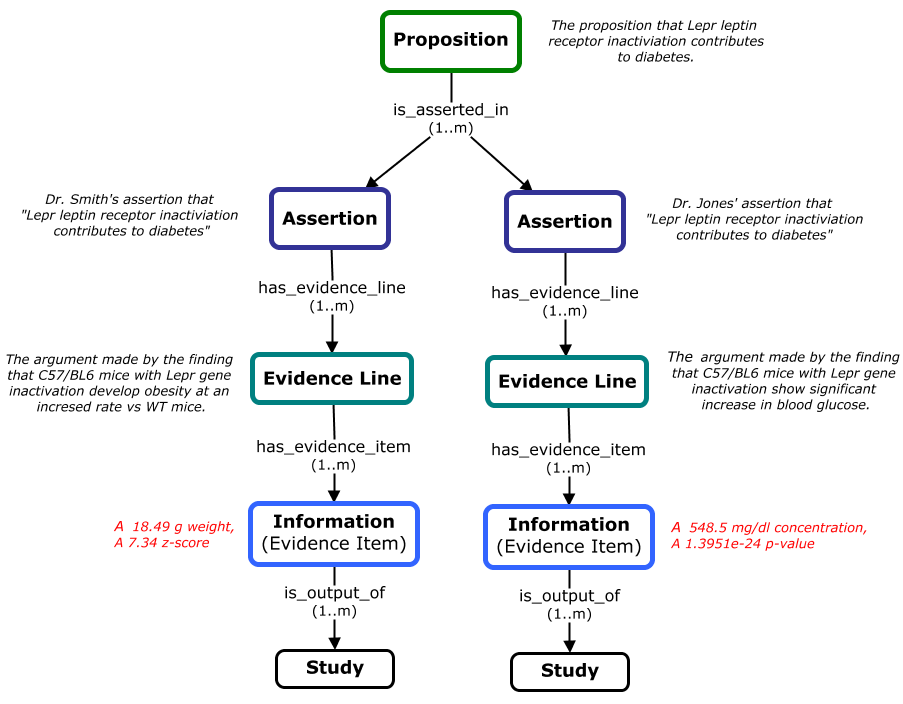 Proposition
The proposition that Lepr leptin
receptor inactiviation contributes
to diabetes.
is_asserted_in
(1..m)
Dr. Smith's assertion that
"Lepr leptin receptor inactiviation
contributes to diabetes"
Assertion
Assertion
Dr. Jones' assertion that
"Lepr leptin receptor inactiviation
contributes to diabetes"
has_evidence_line
(1..m)
has_evidence_line
(1..m)
The argument made by the finding
that C57/BL6 mice with Lepr gene
inactivation develop obesity at an
incresed rate vs WT mice.
Evidence Line
Evidence Line
The  argument made by the finding
that C57/BL6 mice with Lepr gene
inactivation show significant
increase in blood glucose.
has_evidence_item
(1..m)
has_evidence_item
(1..m)
A  18.49 g weight,
A 7.34 z-score
Information
(Evidence Item)
Information
(Evidence Item)
A  548.5 mg/dl concentration,
A 1.3951e-24 p-value
is_output_of
(1..m)
is_output_of
(1..m)
Study
Study